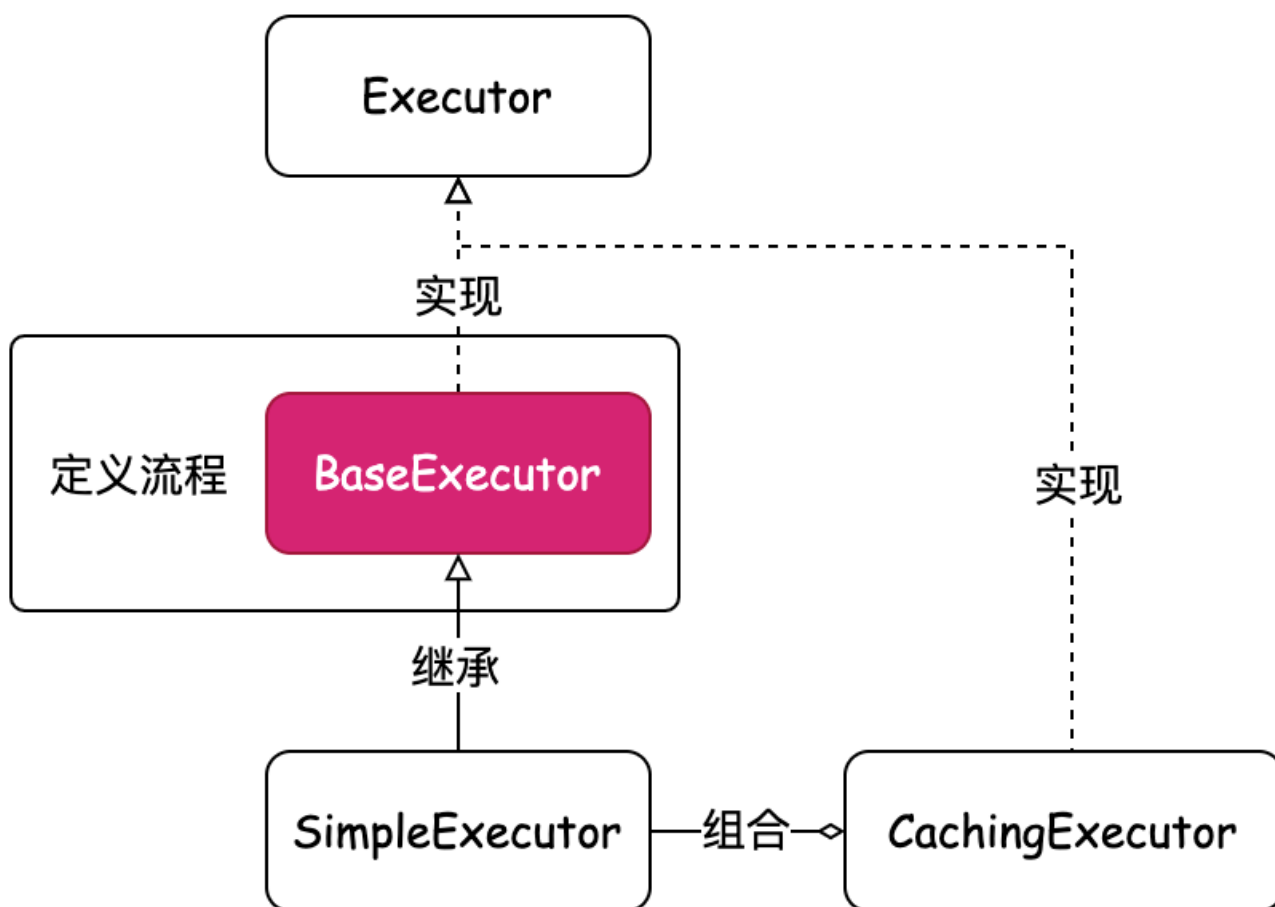 Executor
实现
定义流程
BaseExecutor
实现
继承
SimpleExecutor
组合
CachingExecutor